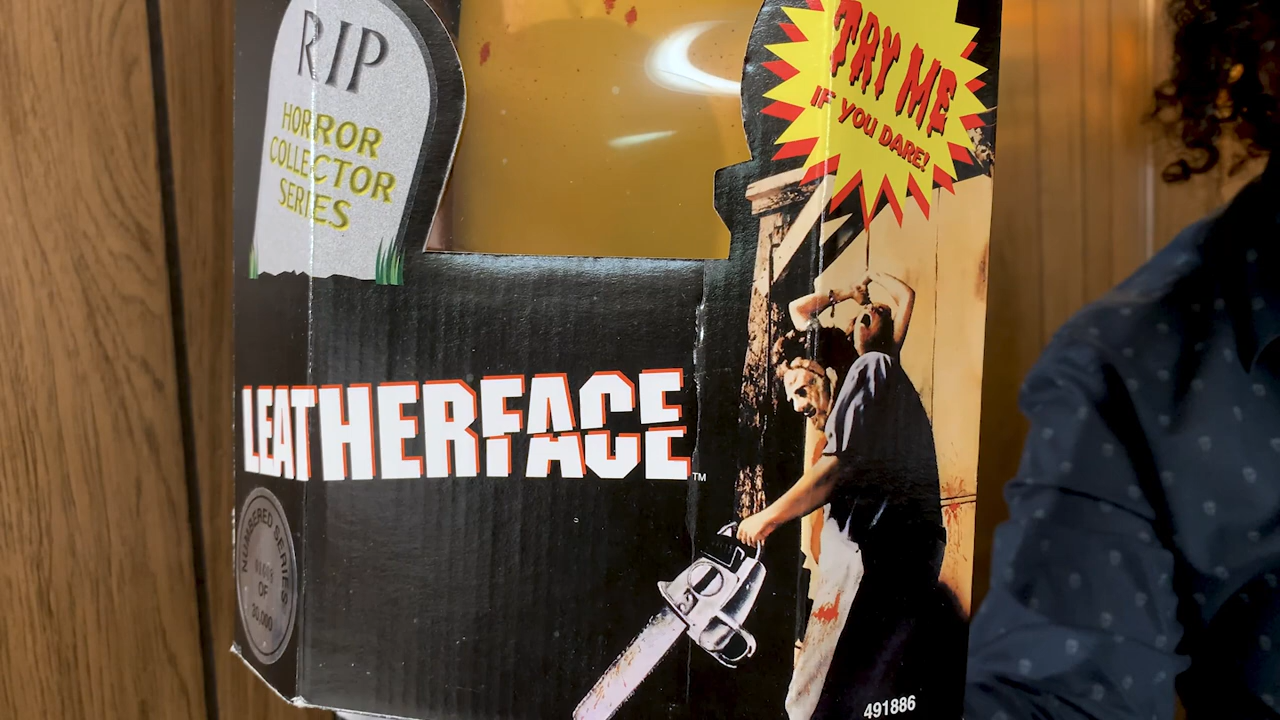 RIP
HORROR
COLLECTOR
SERIES
TRY ME
IF YOU DARE!
LEATHERFACE™
NUMBERED SERIES
OF
30,000
491886